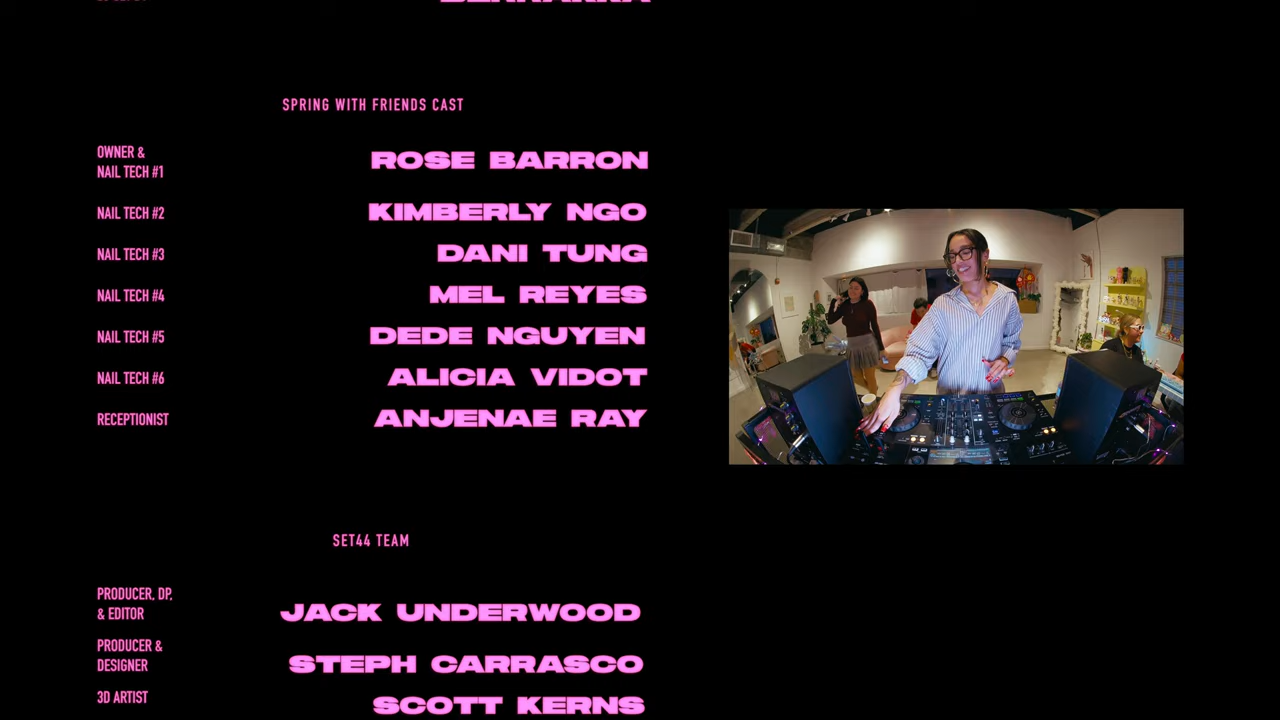 SPRING WITH FRIENDS CAST
OWNER &
NAIL TECH #1
ROSE BARRON
NAIL TECH #2
KIMBERLY NGO
NAIL TECH #3
DANI TUNG
NAIL TECH #4
MEL REYES
NAIL TECH #5
DEDE NGUYEN
NAIL TECH #6
ALICIA VIDOT
RECEPTIONIST
ANJENAE RAY
SET44 TEAM
PRODUCER, DP,
& EDITOR
JACK UNDERWOOD
PRODUCER &
DESIGNER
STEPH CARRASCO
3D ARTIST
SCOTT KERNS